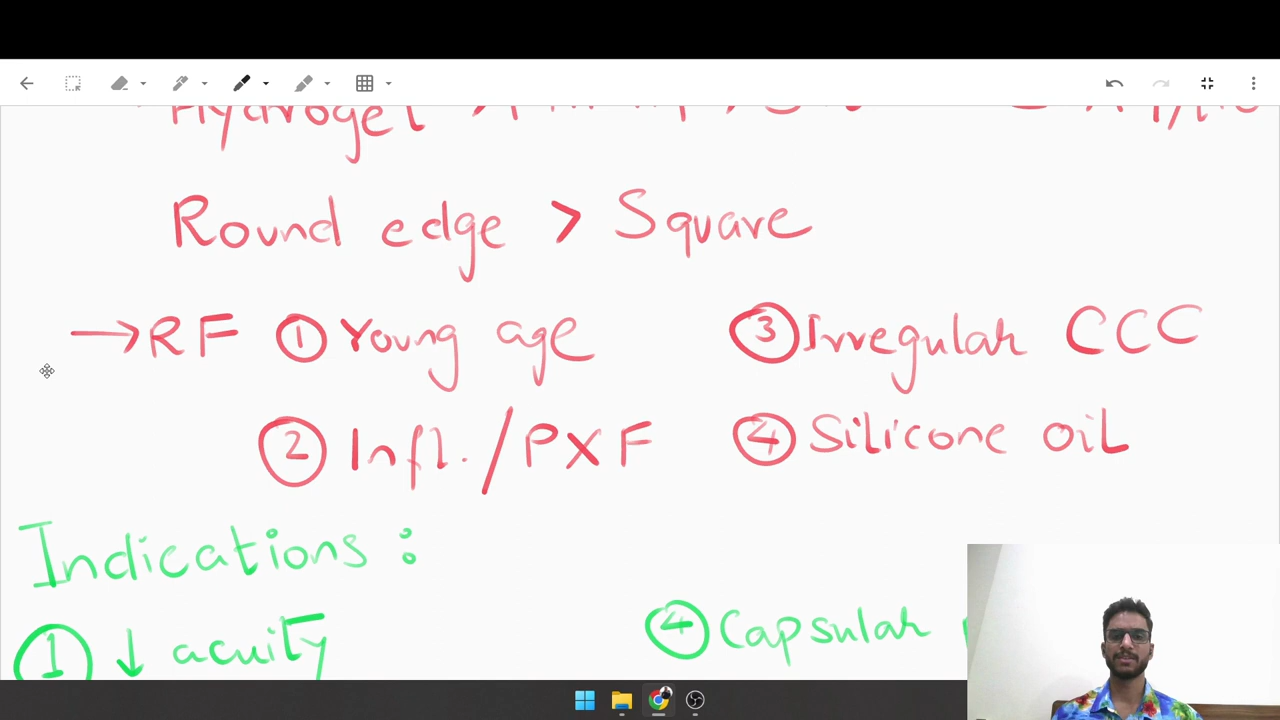 Hydrogel >
Round edge > Square
→ RF ① Young age ③ Irregular CCC
② Infl. / PXF ④ Silicone oil
Indications :
① ↓ acuity ④ Capsular